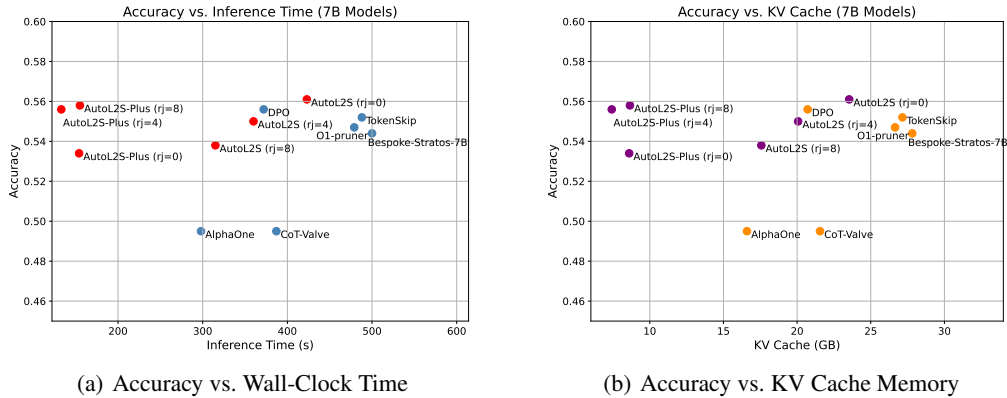 Accuracy vs. Inference Time (7B Models)
0.60
0.58
0.56
0.54
0.52
0.50
0.48
0.46
Accuracy
AutoL2S-Plus (rj=8)
AutoL2S-Plus (rj=4)
AutoL2S-Plus (rj=0)
AutoL2S (rj=0)
DPO
AutoL2S (rj=4)
TokenSkip
O1-pruner
Bespoke-Stratos-7B
AutoL2S (rj=8)
AlphaOne
CoT-Valve
200
300
400
500
600
Inference Time (s)
(a) Accuracy vs. Wall-Clock Time
Accuracy vs. KV Cache (7B Models)
0.60
0.58
0.56
0.54
0.52
0.50
0.48
0.46
Accuracy
AutoL2S-Plus (rj=8)
AutoL2S-Plus (rj=4)
AutoL2S-Plus (rj=0)
AutoL2S (rj=0)
DPO
AutoL2S (rj=4)
TokenSkip
O1-pruner
Bespoke-Stratos-7B
AutoL2S (rj=8)
AlphaOne
CoT-Valve
10
15
20
25
30
KV Cache (GB)
(b) Accuracy vs. KV Cache Memory